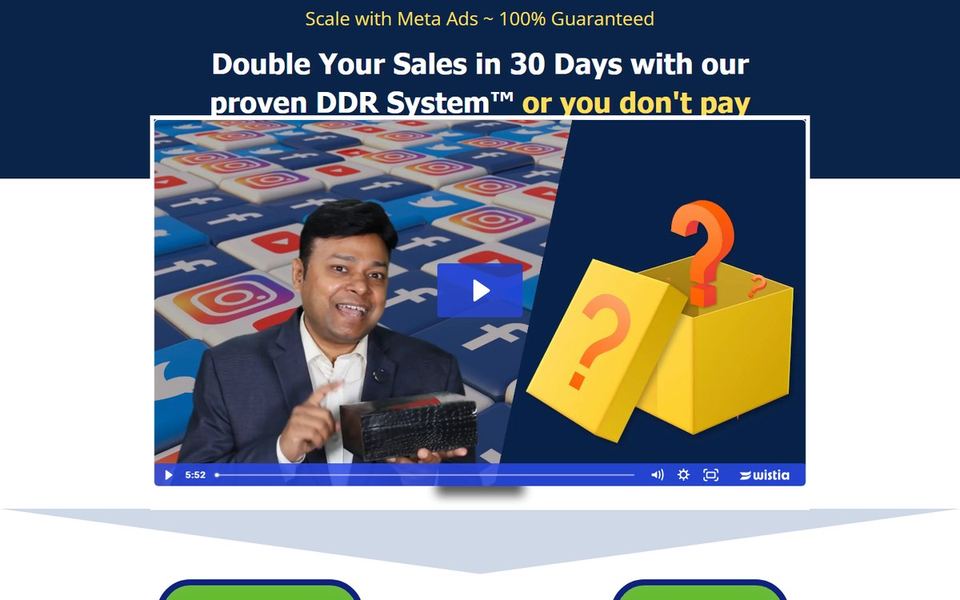 Scale with Meta Ads ~ 100% Guaranteed
Double Your Sales in 30 Days with our
proven DDR System™ or you don't pay
5:52
wistia